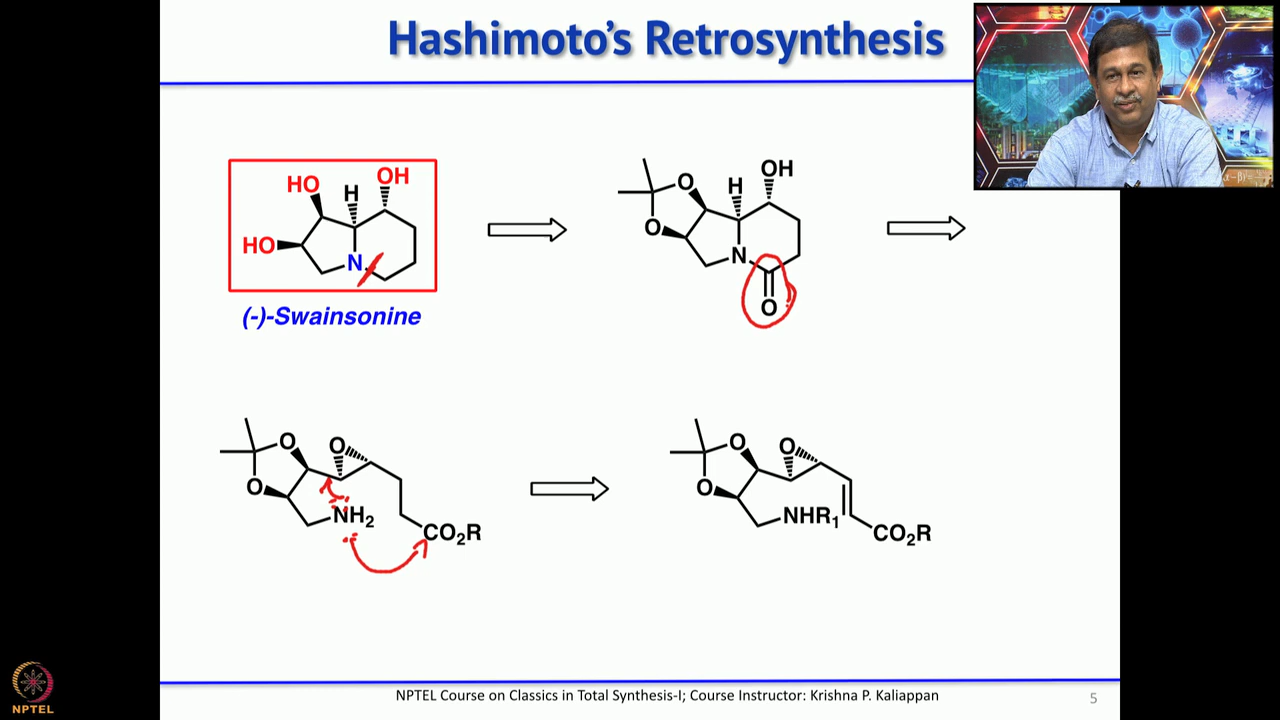 Hashimoto's Retrosynthesis
HO
H
OH
HO
N
(-)-Swainsonine
O
H
OH
O
N
O
O
O
O
NH2
CO2R
O
O
O
NHR1
CO2R
NPTEL Course on Classics in Total Synthesis-I; Course Instructor: Krishna P. Kaliappan
5
NPTEL